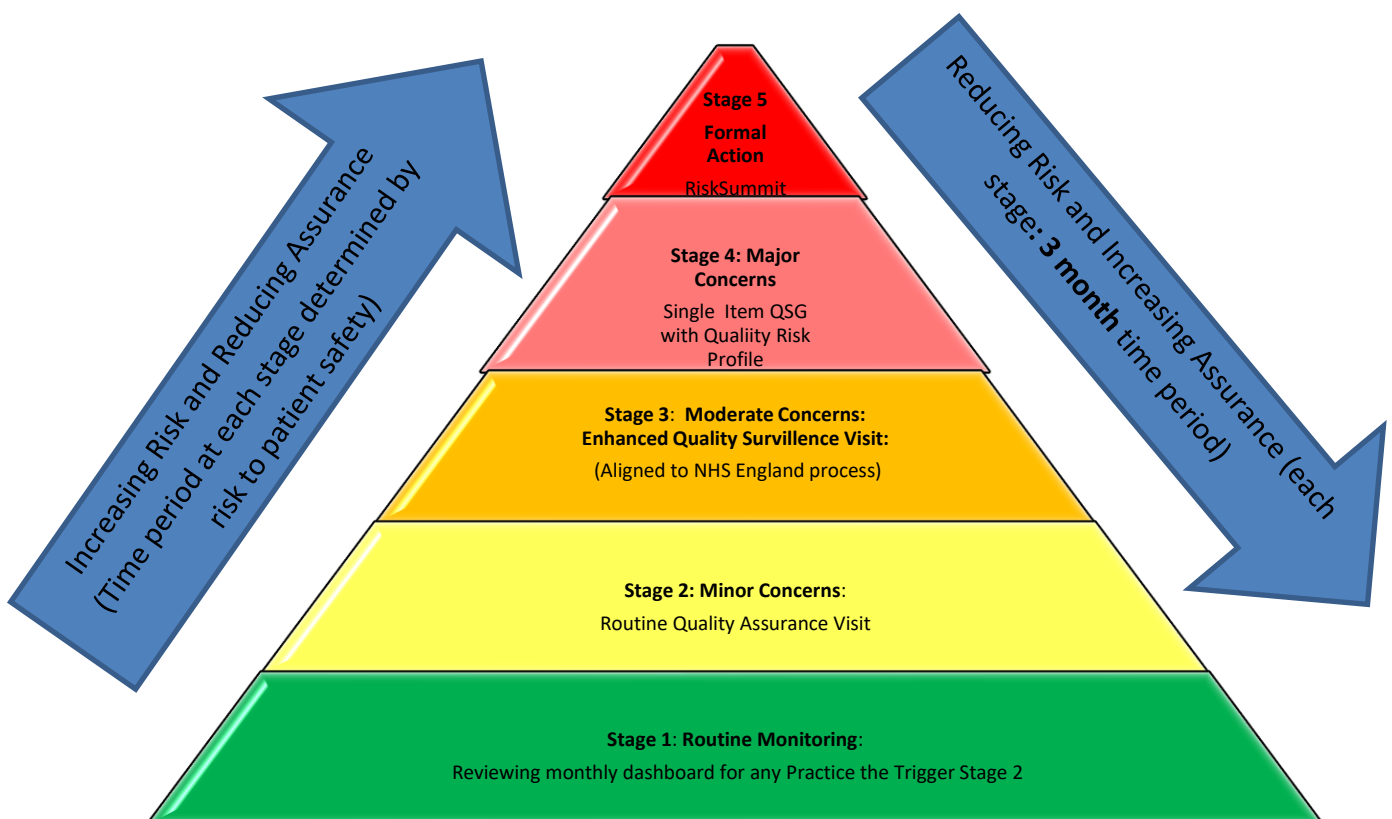 Increasing Risk and Reducing Assurance
(Time period at each stage determined by
risk to patient safety)
Reducing Risk and Increasing Assurance (each
stage: 3 month time period)
Stage 5
Formal
Action
RiskSummit
Stage 4: Major
Concerns
Single Item QSG
with Qualiity Risk
Profile
Stage 3: Moderate Concerns:
Enhanced Quality Survillence Visit:
(Aligned to NHS England process)
Stage 2: Minor Concerns:
Routine Quality Assurance Visit
Stage 1: Routine Monitoring:
Reviewing monthly dashboard for any Practice the Trigger Stage 2